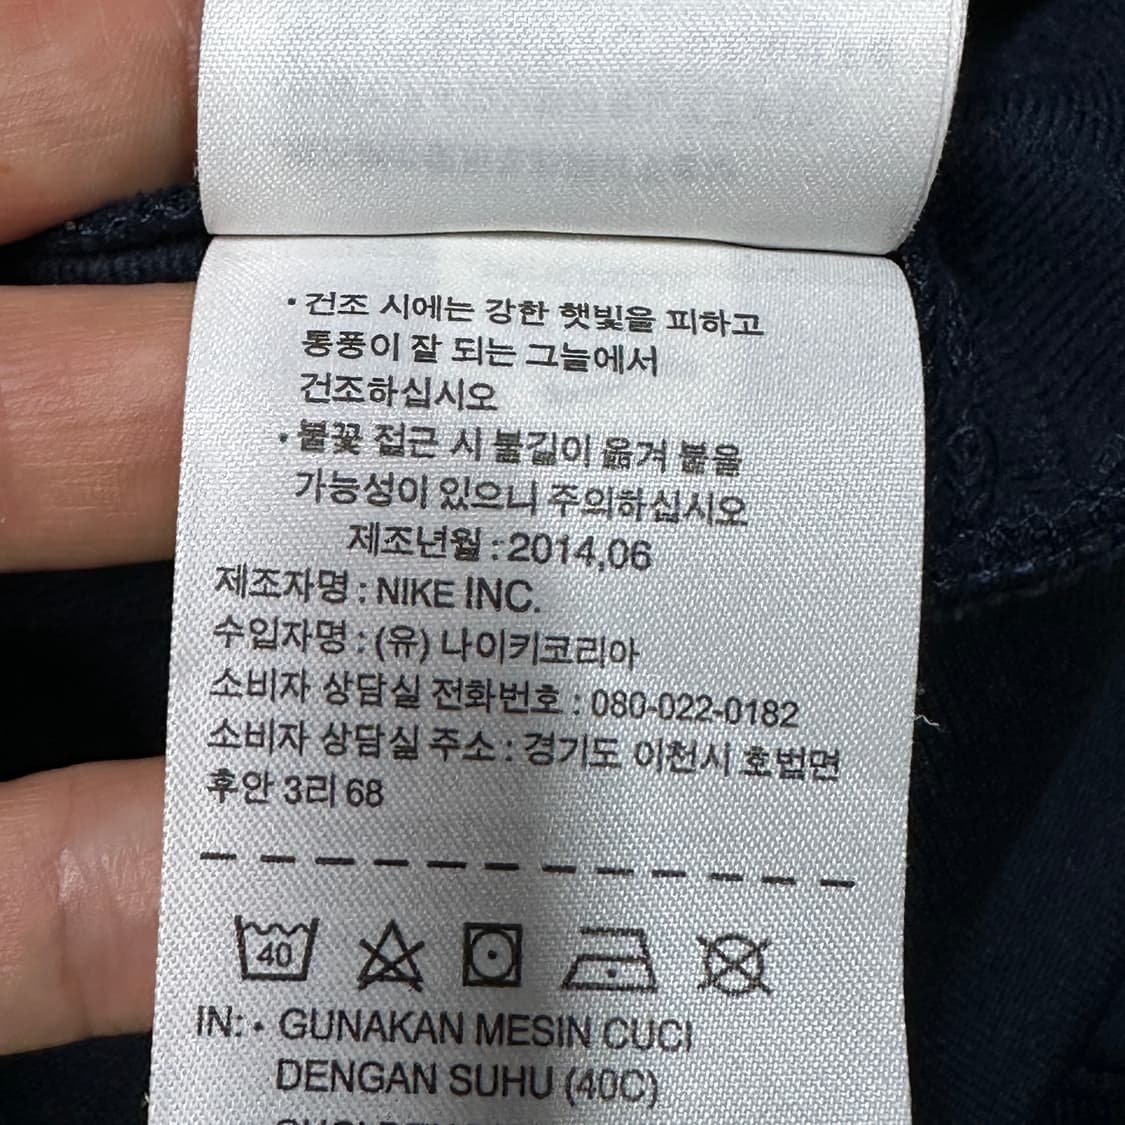 · 건조 시에는 강한 햇빛을 피하고
통풍이 잘 되는 그늘에서
건조하십시오
· 불꽃 접근 시 불길이 옮겨 붙을
가능성이 있으니 주의하십시오
제조년월 : 2014,06
제조자명 : NIKE INC.
수입자명 : (유) 나이키코리아
소비자 상담실 전화번호 : 080-022-0182
소비자 상담실 주소 : 경기도 이천시 호법면
후안 3리 68
40
IN: · GUNAKAN MESIN CUCI
DENGAN SUHU (40C)